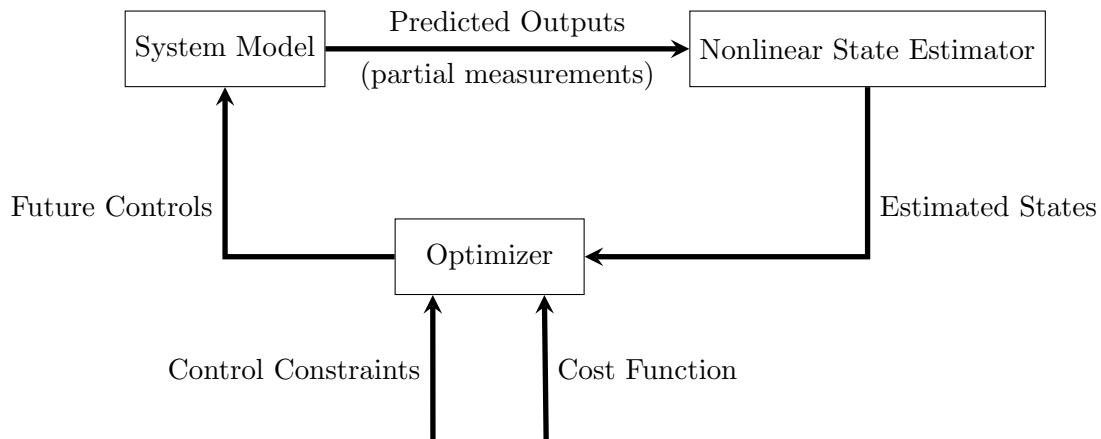 Predicted Outputs
System Model
Nonlinear State Estimator
(partial measurements)
Future Controls
Estimated States
Optimizer
Control Constraints
Cost Function